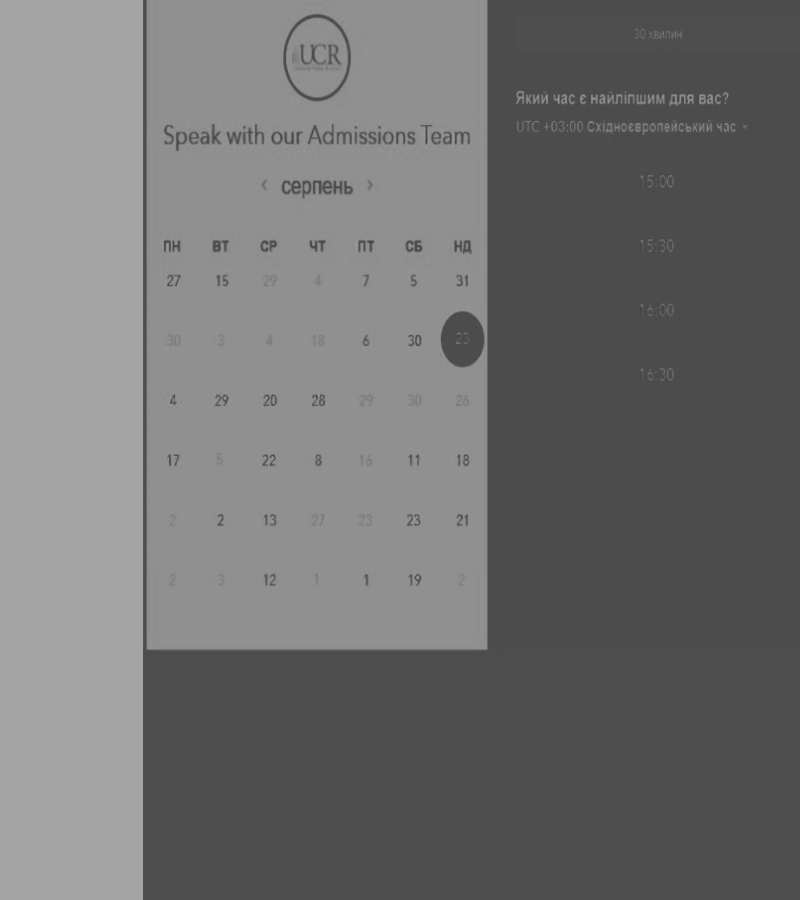 UCR
Speak with our Admissions Team
‹ серпень ›
ПН ВТ СР ЧТ ПТ СБ НД
27 15 29 4 7 5 31
30 3 4 18 6 30 23
4 29 20 28 29 30 26
17 5 22 8 16 11 18
2 2 13 27 23 23 21
2 3 12 1 1 19 2
30 хвилин
Який час є найліпшим для вас?
UTC +03:00 Східноєвропейський час
15:00
15:30
16:00
16:30